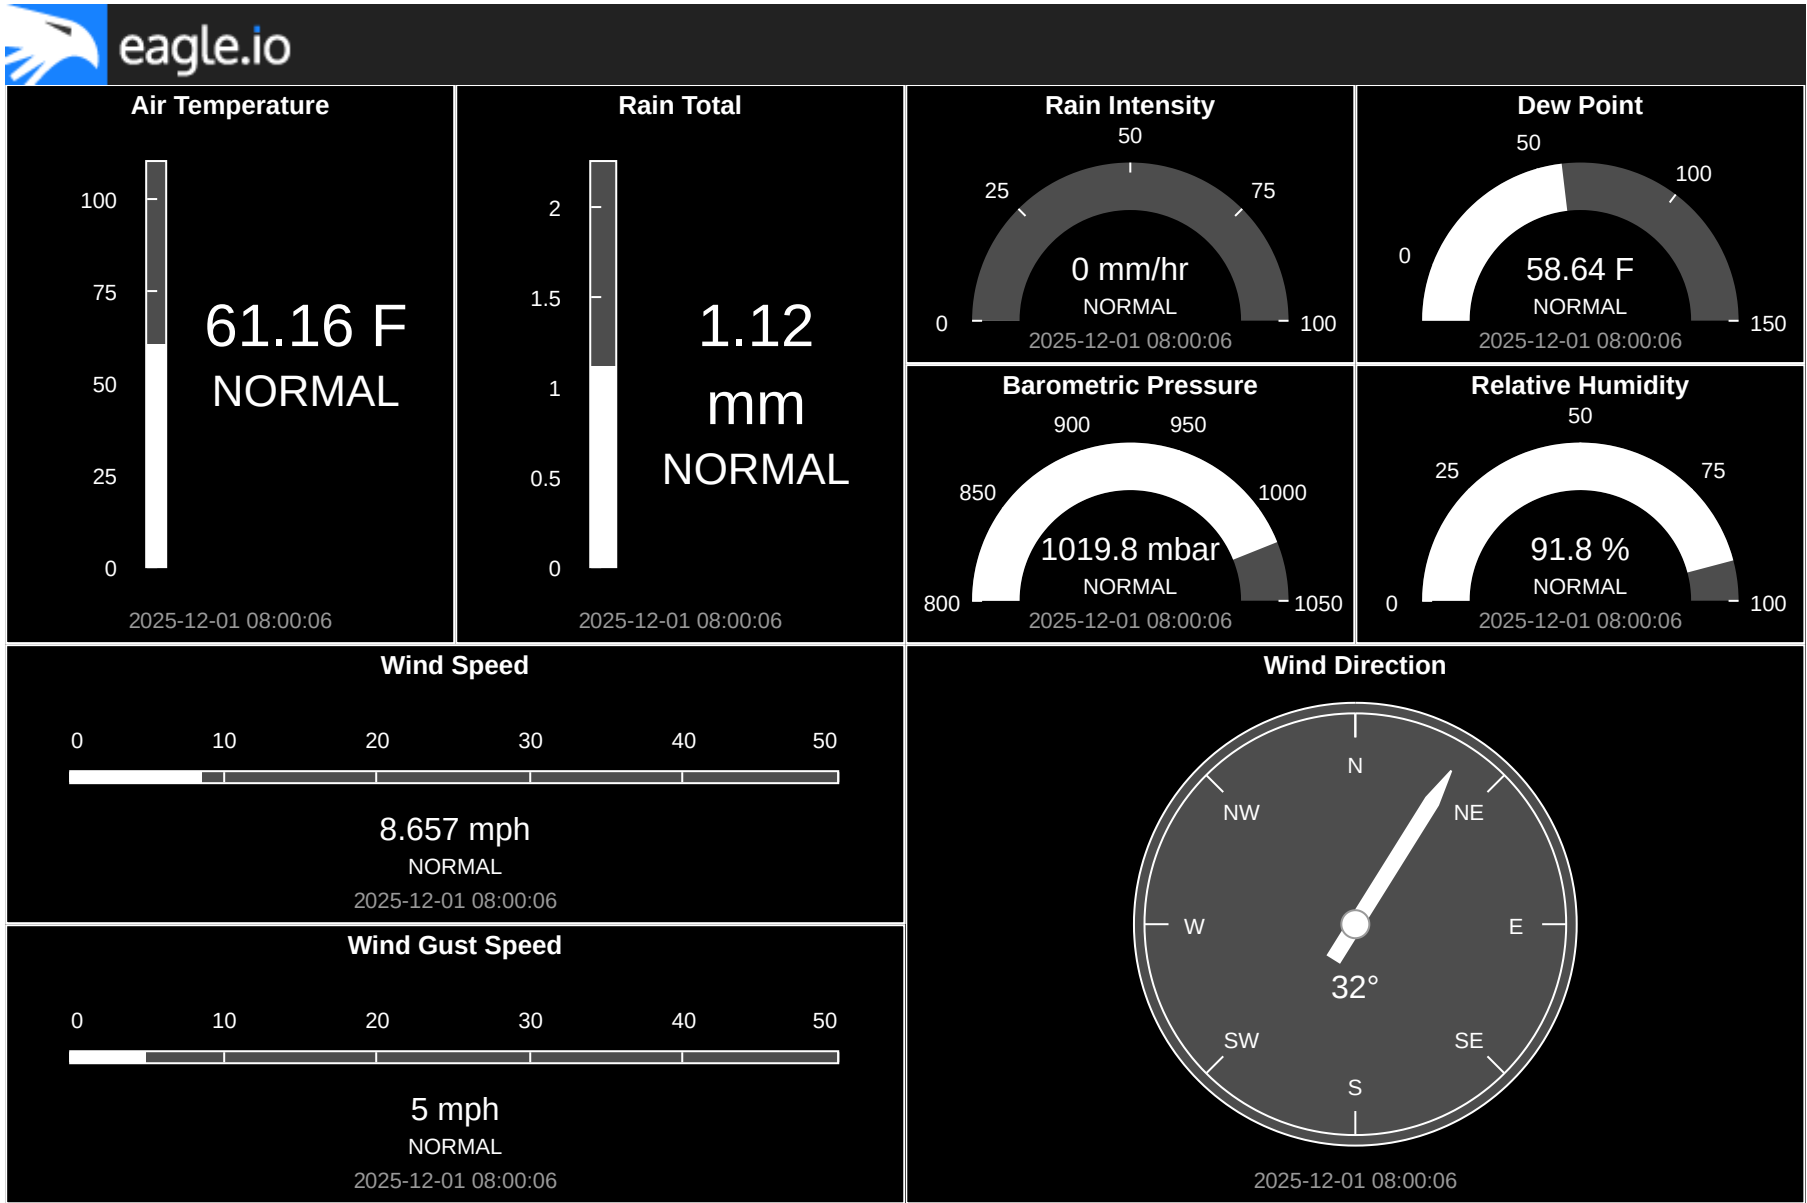 eagle.io
Air Temperature
100
75
50
25
0
61.16 F
NORMAL
2025-12-01 08:00:06
Rain Total
2
1.5
1
0.5
0
1.12
mm
NORMAL
2025-12-01 08:00:06
Rain Intensity
50
25
75
0
100
0 mm/hr
NORMAL
2025-12-01 08:00:06
Dew Point
50
100
0
150
58.64 F
NORMAL
2025-12-01 08:00:06
Barometric Pressure
900
950
850
1000
800
1050
1019.8 mbar
NORMAL
2025-12-01 08:00:06
Relative Humidity
50
25
75
0
100
91.8 %
NORMAL
2025-12-01 08:00:06
Wind Speed
0 10 20 30 40 50
8.657 mph
NORMAL
2025-12-01 08:00:06
Wind Gust Speed
0 10 20 30 40 50
5 mph
NORMAL
2025-12-01 08:00:06
Wind Direction
N
NW
NE
W
E
32°
SW
SE
S
2025-12-01 08:00:06